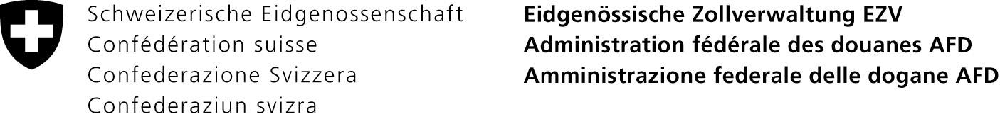 Schweizerische Eidgenossenschaft
Confédération suisse
Confederazione Svizzera
Confederaziun svizra
Eidgenössische Zollverwaltung EZV
Administration fédérale des douanes AFD
Amministrazione federale delle dogane AFD